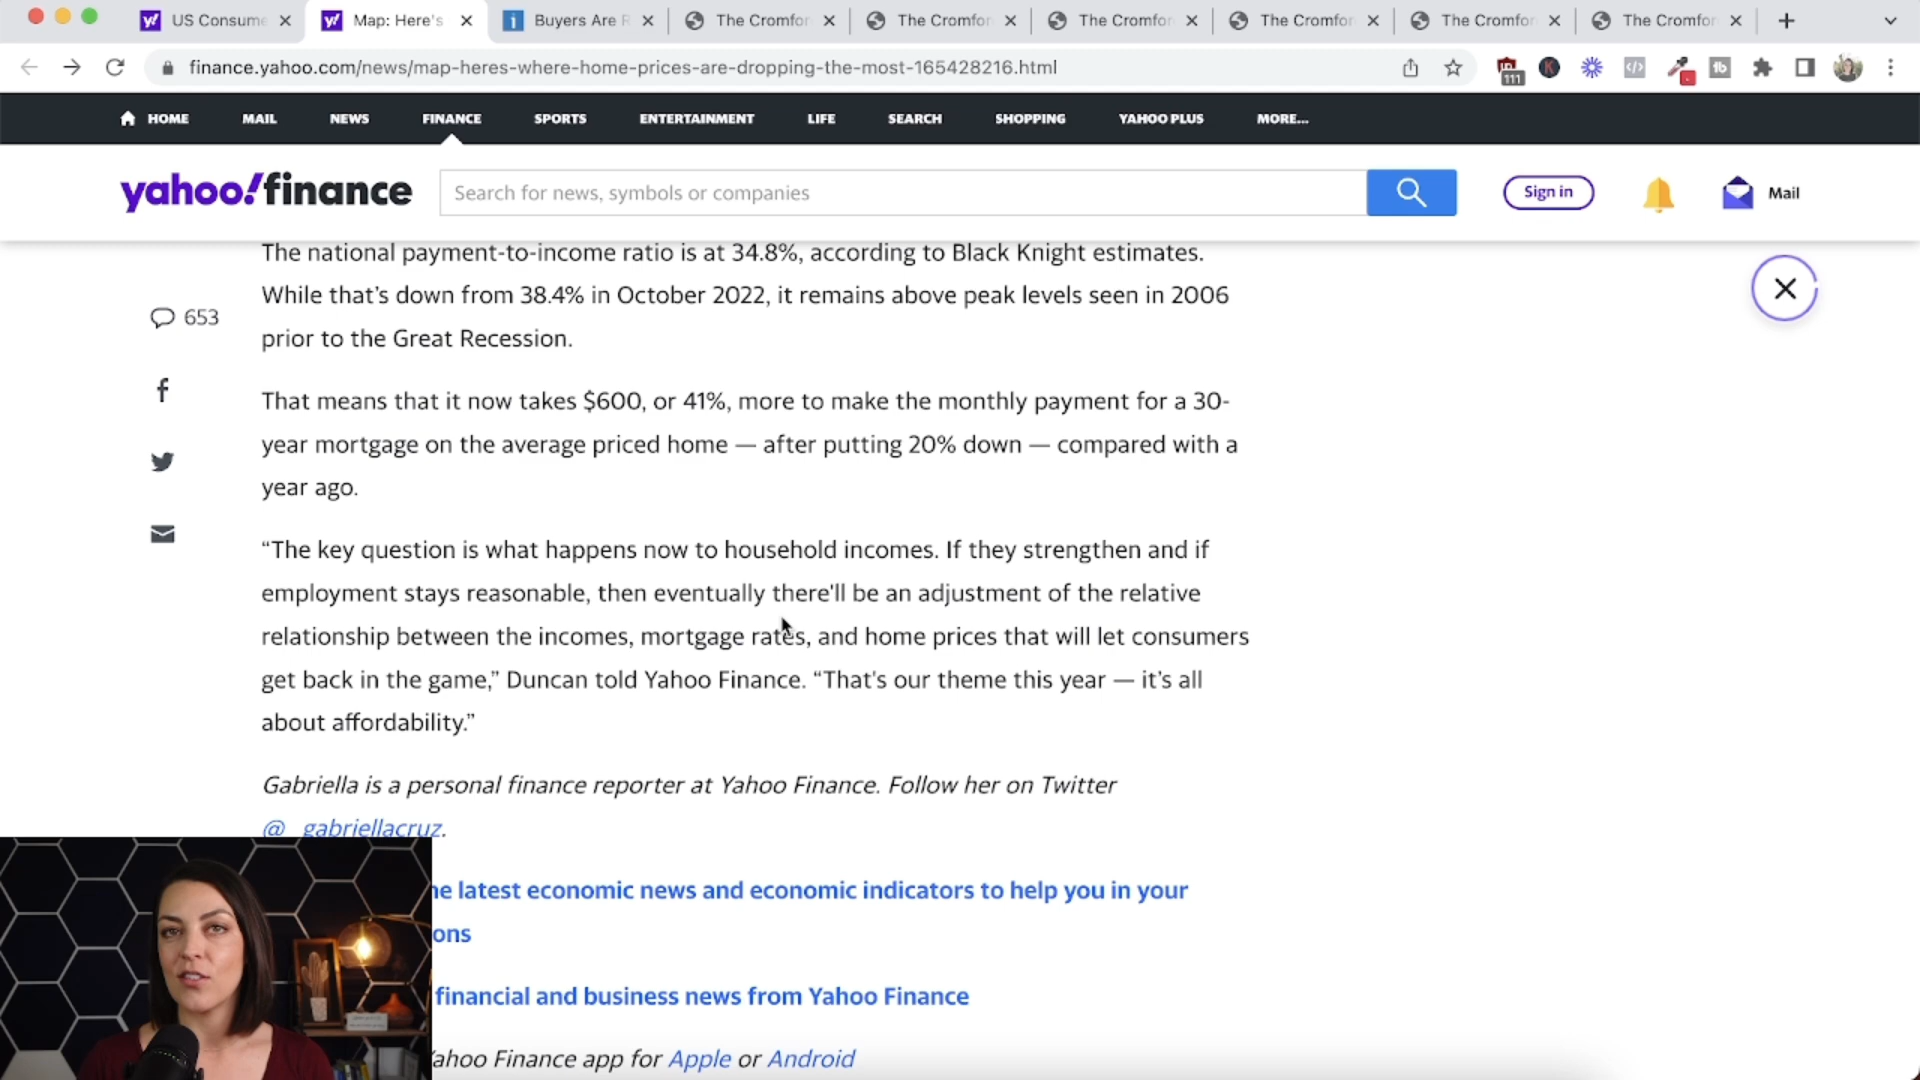 US Consume
Map: Here's
Buyers Are R
The Cromfor
The Cromfor
The Cromfor
The Cromfor
The Cromfor
The Cromfor
finance.yahoo.com/news/map-heres-where-home-prices-are-dropping-the-most-165428216.html
111
HOME MAIL NEWS FINANCE SPORTS ENTERTAINMENT LIFE SEARCH SHOPPING YAHOO PLUS MORE...
yahoo!finance
Search for news, symbols or companies
Sign in
Mail
The national payment-to-income ratio is at 34.8%, according to Black Knight estimates.
While that’s down from 38.4% in October 2022, it remains above peak levels seen in 2006
prior to the Great Recession.
653
That means that it now takes $600, or 41%, more to make the monthly payment for a 30-
year mortgage on the average priced home — after putting 20% down — compared with a
year ago.
“The key question is what happens now to household incomes. If they strengthen and if
employment stays reasonable, then eventually there'll be an adjustment of the relative
relationship between the incomes, mortgage rates, and home prices that will let consumers
get back in the game,” Duncan told Yahoo Finance. “That's our theme this year — it’s all
about affordability.”
Gabriella is a personal finance reporter at Yahoo Finance. Follow her on Twitter
@__gabriellacruz.
he latest economic news and economic indicators to help you in your
ons
financial and business news from Yahoo Finance
ahoo Finance app for Apple or Android